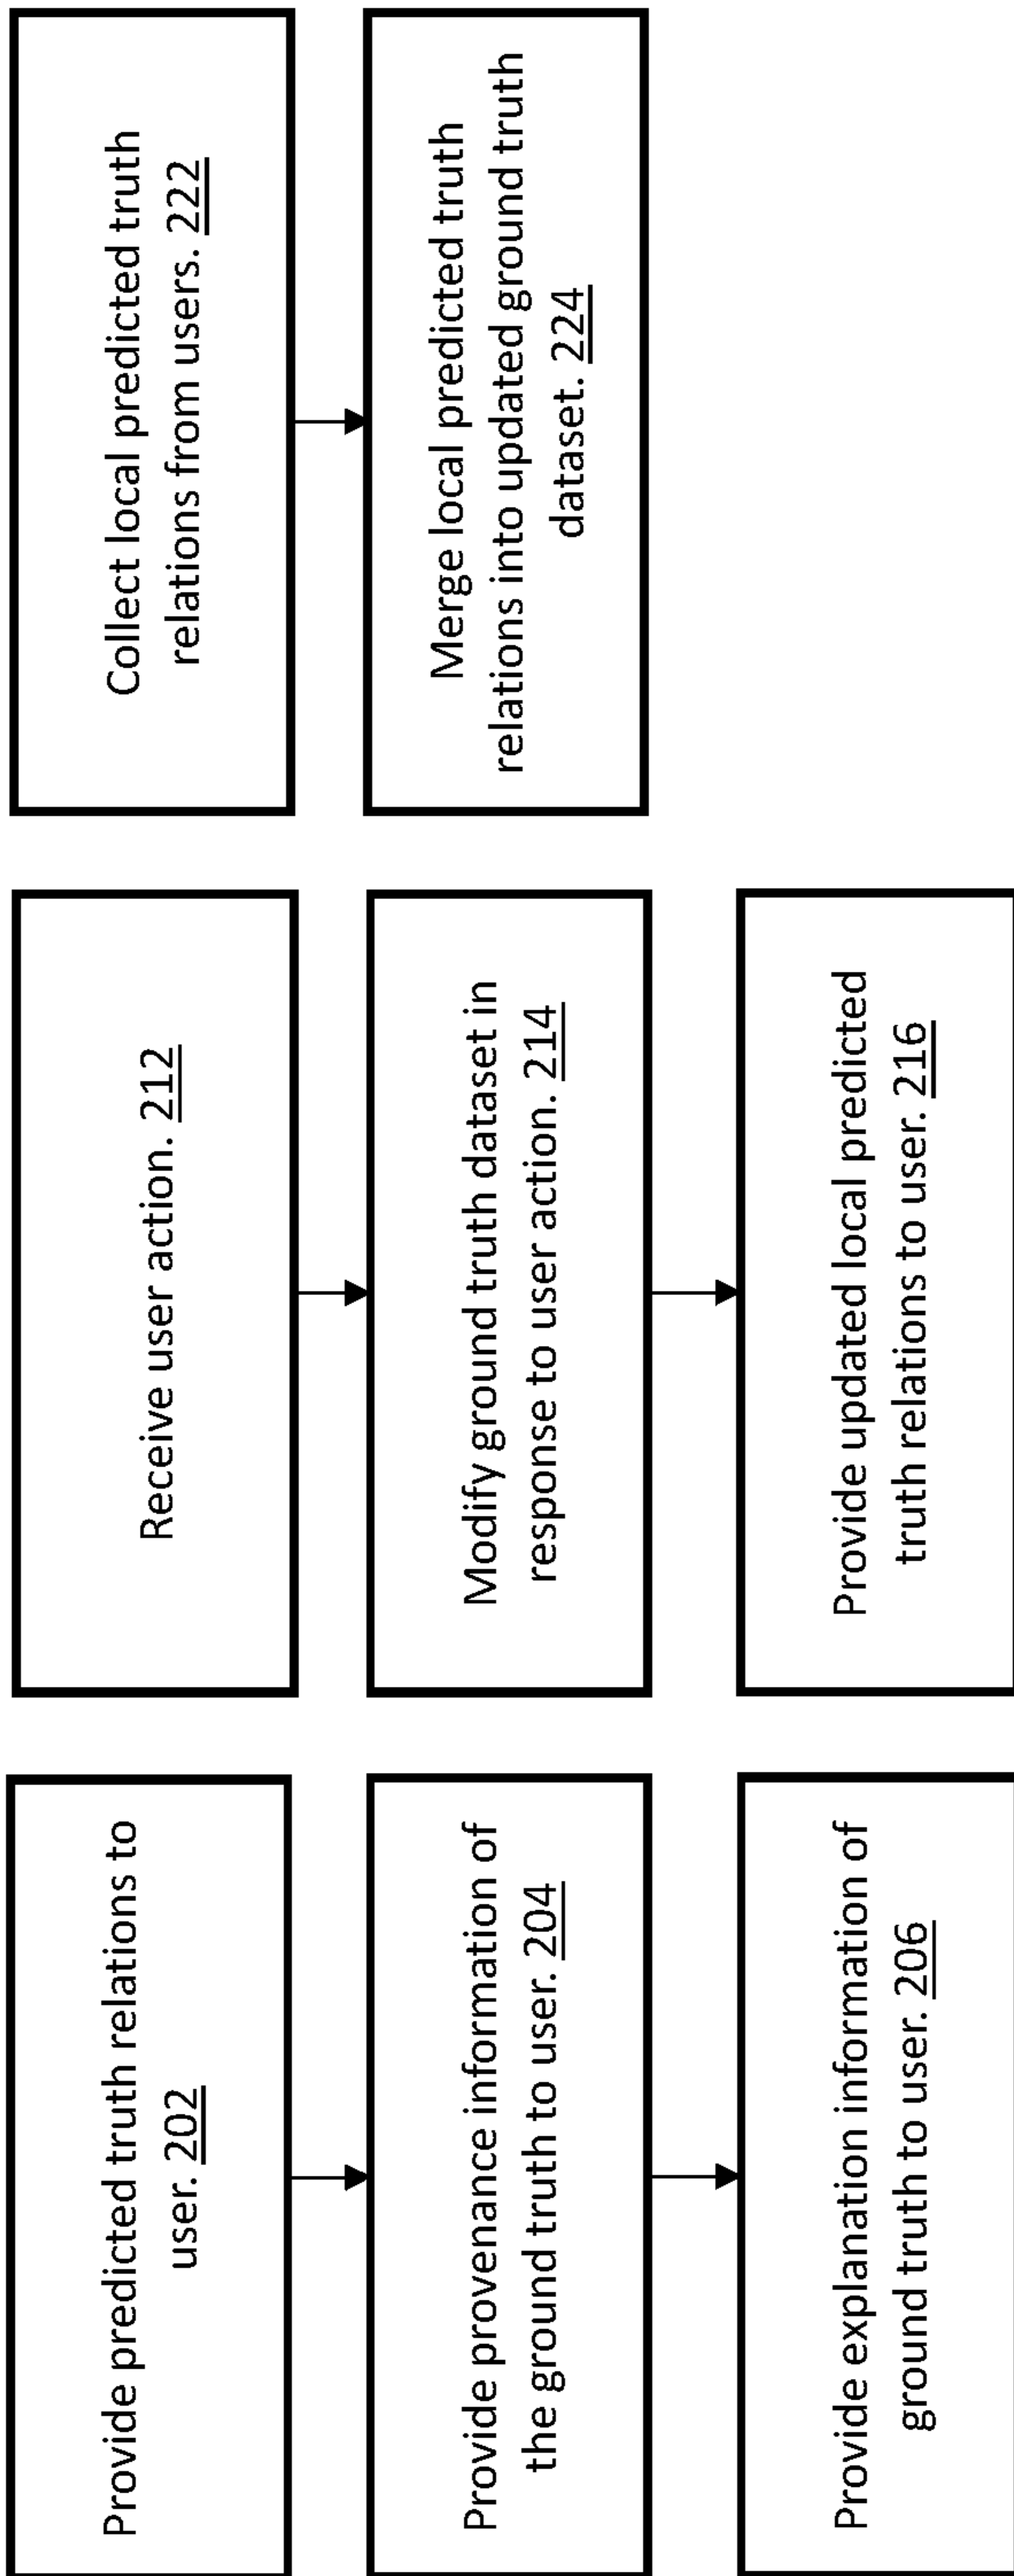 Provide predicted truth relations to
user. 202
Provide provenance information of
the ground truth to user. 204
Provide explanation information of
ground truth to user. 206
Receive user action. 212
Modify ground truth dataset in
response to user action. 214
Provide updated local predicted
truth relations to user. 216
Collect local predicted truth
relations from users. 222
Merge local predicted truth
relations into updated ground truth
dataset. 224